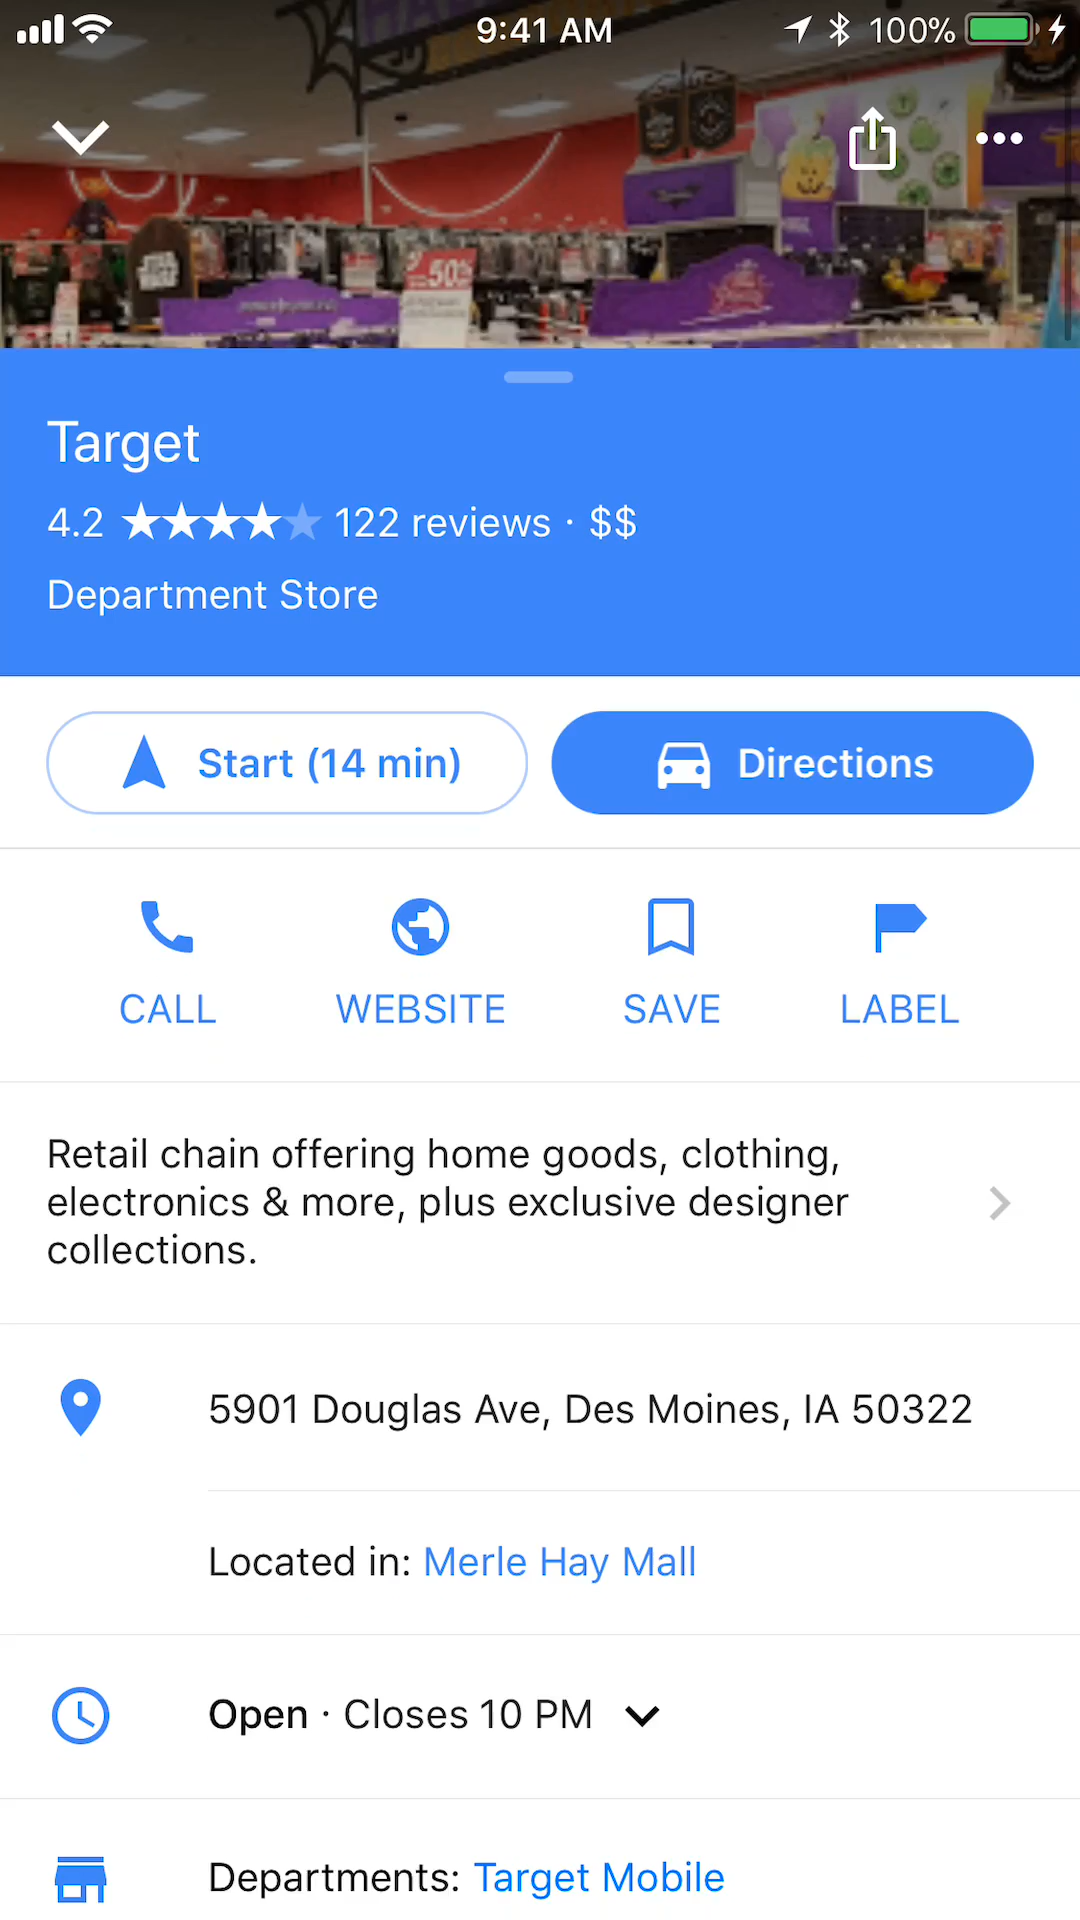 9:41 AM
100%
-50%
Target
4.2
122 reviews · $$
Department Store
Start (14 min)
Directions
CALL
WEBSITE
SAVE
LABEL
Retail chain offering home goods, clothing,
electronics & more, plus exclusive designer
collections.
5901 Douglas Ave, Des Moines, IA 50322
Located in: Merle Hay Mall
Open · Closes 10 PM
Departments: Target Mobile